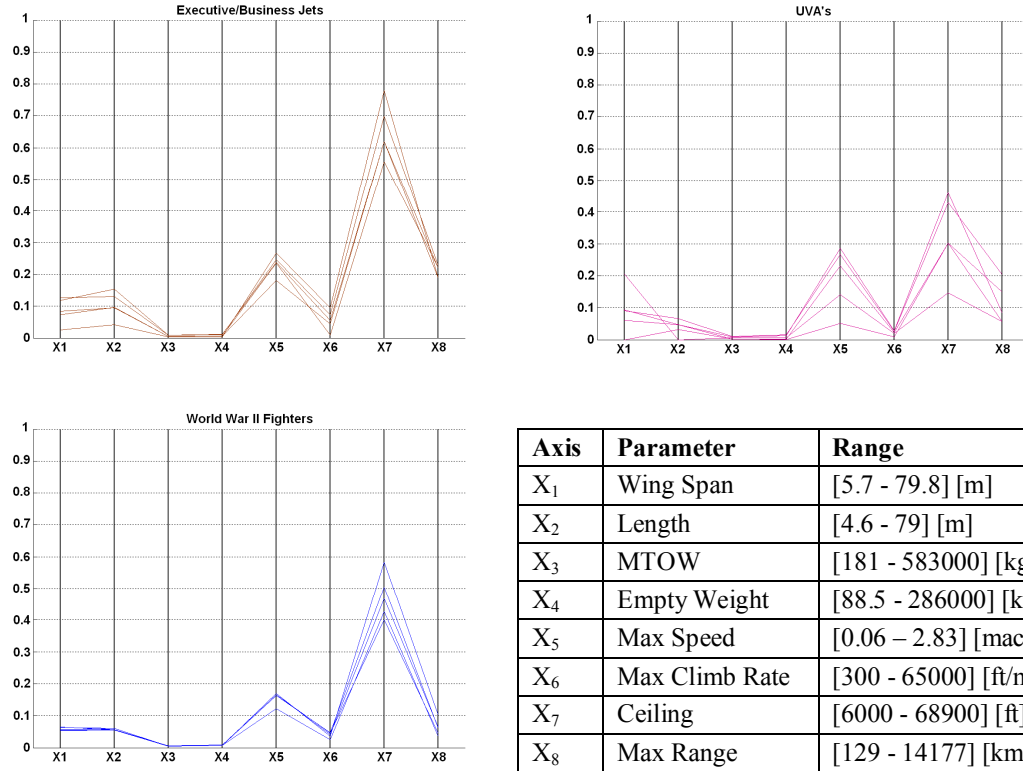 Executive/Business Jets
1
0.9
0.8
0.7
0.6
0.5
0.4
0.3
0.2
0.1
0
X1 X2 X3 X4 X5 X6 X7 X8
UVA's
1
0.9
0.8
0.7
0.6
0.5
0.4
0.3
0.2
0.1
0
X1 X2 X3 X4 X5 X6 X7 X8
World War II Fighters
1
0.9
0.8
0.7
0.6
0.5
0.4
0.3
0.2
0.1
0
X1 X2 X3 X4 X5 X6 X7 X8
Axis Parameter Range
X1 Wing Span [5.7 - 79.8] [m]
X2 Length [4.6 - 79] [m]
X3 MTOW [181 - 583000] [kg
X4 Empty Weight [88.5 - 286000] [k
X5 Max Speed [0.06 – 2.83] [mac
X6 Max Climb Rate [300 - 65000] [ft/
X7 Ceiling [6000 - 68900] [ft]
X8 Max Range [129 - 14177] [km